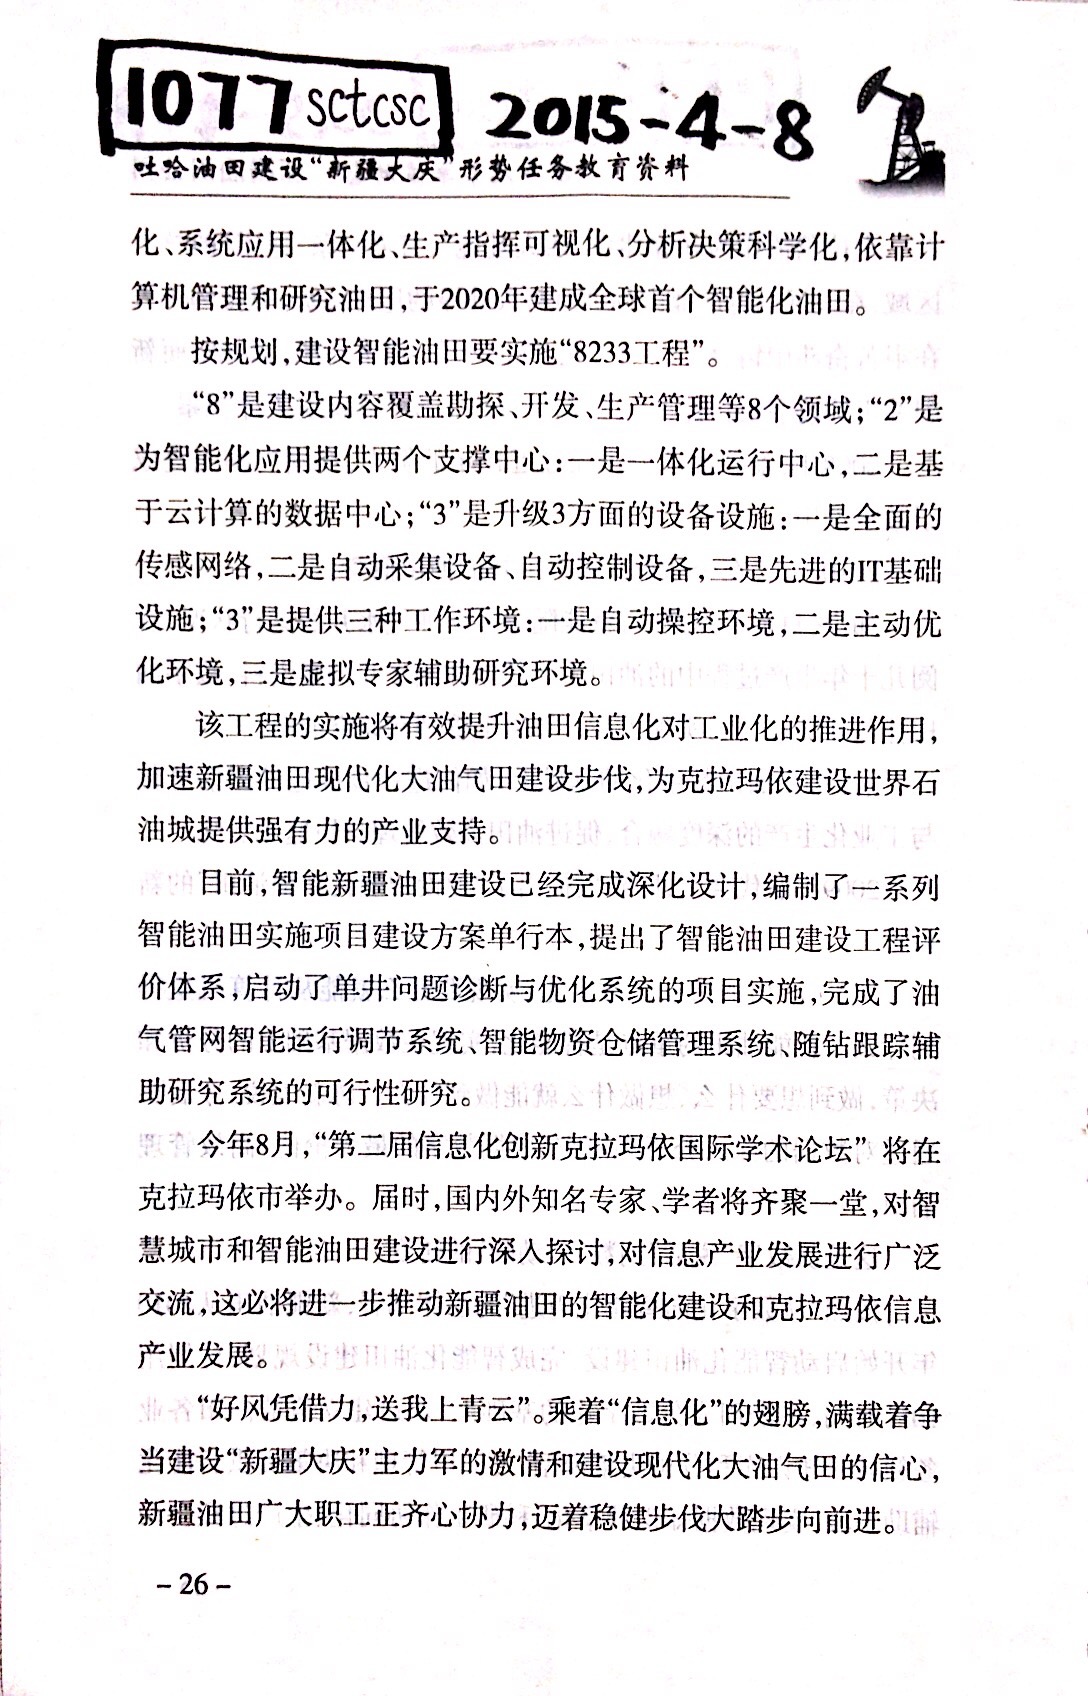 1077 sctcsc 2015-4-8
吐哈油田建设“新疆大庆”形势任务教育资料
化、系统应用一体化、生产指挥可视化、分析决策科学化，依靠计
算机管理和研究油田，于2020年建成全球首个智能化油田。
按规划，建设智能油田要实施“8233工程”。
“8”是建设内容覆盖勘探、开发、生产管理等8个领域；“2”是
为智能化应用提供两个支撑中心：一是一体化运行中心，二是基
于云计算的数据中心；“3”是升级3方面的设备设施：一是全面的
传感网络，二是自动采集设备、自动控制设备，三是先进的IT基础
设施；“3”是提供三种工作环境：一是自动操控环境，二是主动优
化环境，三是虚拟专家辅助研究环境。
该工程的实施将有效提升油田信息化对工业化的推进作用，
加速新疆油田现代化大油气田建设步伐，为克拉玛依建设世界石
油城提供强有力的产业支持。
目前，智能新疆油田建设已经完成深化设计，编制了一系列
智能油田实施项目建设方案单行本，提出了智能油田建设工程评
价体系，启动了单井问题诊断与优化系统的项目实施，完成了油
气管网智能运行调节系统、智能物资仓储管理系统、随钻跟踪辅
助研究系统的可行性研究。
今年8月，“第二届信息化创新克拉玛依国际学术论坛” 将在
克拉玛依市举办。届时，国内外知名专家、学者将齐聚一堂，对智
慧城市和智能油田建设进行深入探讨，对信息产业发展进行广泛
交流，这必将进一步推动新疆油田的智能化建设和克拉玛依信息
产业发展。
“好风凭借力，送我上青云”。乘着“信息化”的翅膀，满载着争
当建设“新疆大庆”主力军的激情和建设现代化大油气田的信心，
新疆油田广大职工正齐心协力，迈着稳健步伐大踏步向前进。
－26－